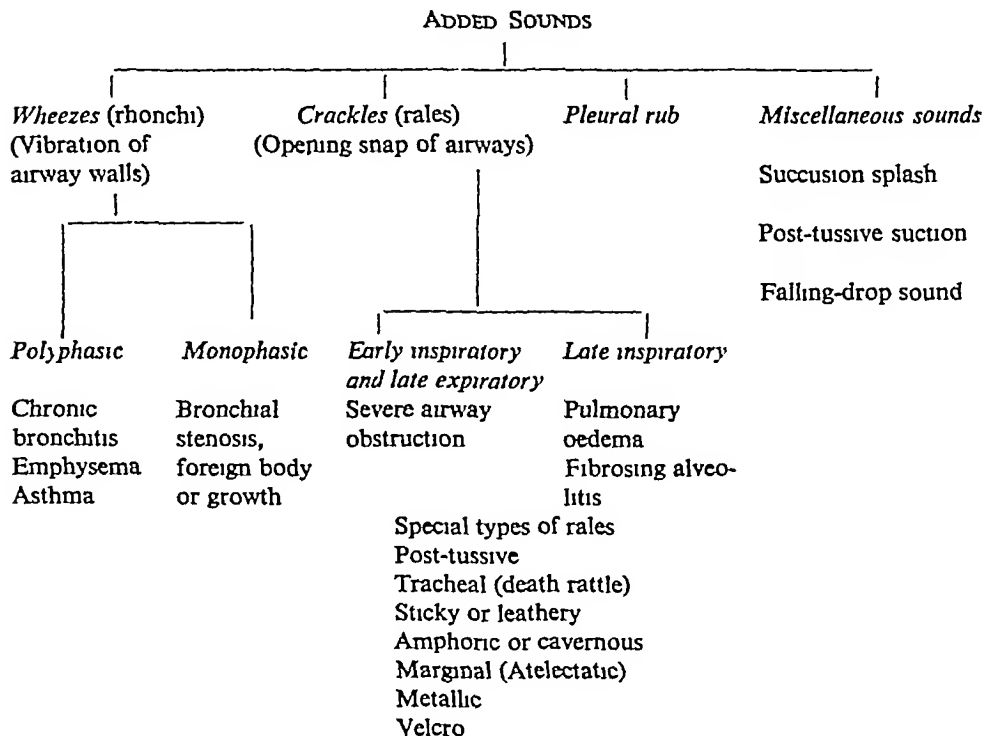 ADDED SOUNDS
Wheezes (rhonchi)
(Vibration of
airway walls)
Crackles (rales)
(Opening snap of airways)
Pleural rub
Miscellaneous sounds
Succusion splash
Post-tussive suction
Falling-drop sound
Polyphasic
Chronic
bronchitis
Emphysema
Asthma
Monophasic
Bronchial
stenosis,
foreign body
or growth
Early inspiratory
and late expiratory
Severe airway
obstruction
Late inspiratory
Pulmonary
oedema
Fibrosing alveo-
litis
Special types of rales
Post-tussive
Tracheal (death rattle)
Sticky or leathery
Amphoric or cavernous
Marginal (Atelectatic)
Metallic
Velcro